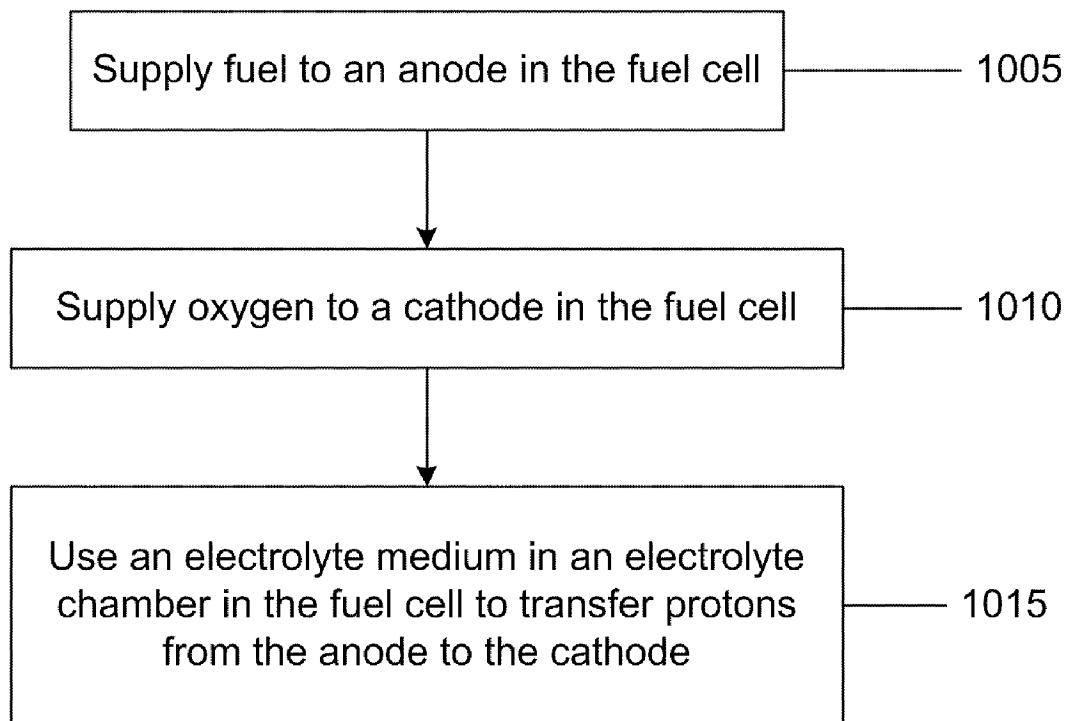 Supply fuel to an anode in the fuel cell
1005
Supply oxygen to a cathode in the fuel cell
1010
Use an electrolyte medium in an electrolyte
chamber in the fuel cell to transfer protons
from the anode to the cathode
1015